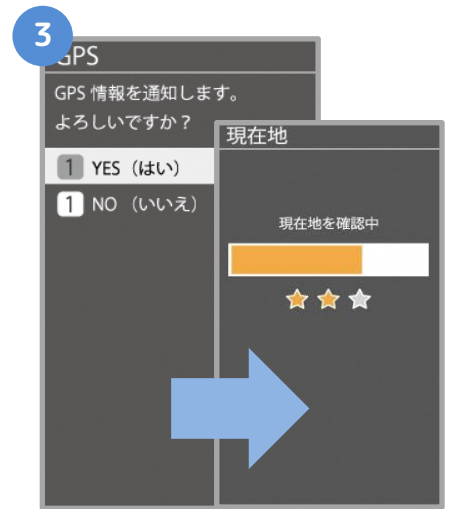 3
GPS
GPS 情報を通知します。
よろしいですか？
1 YES（はい）
1 NO （いいえ）
現在地
現在地を確認中